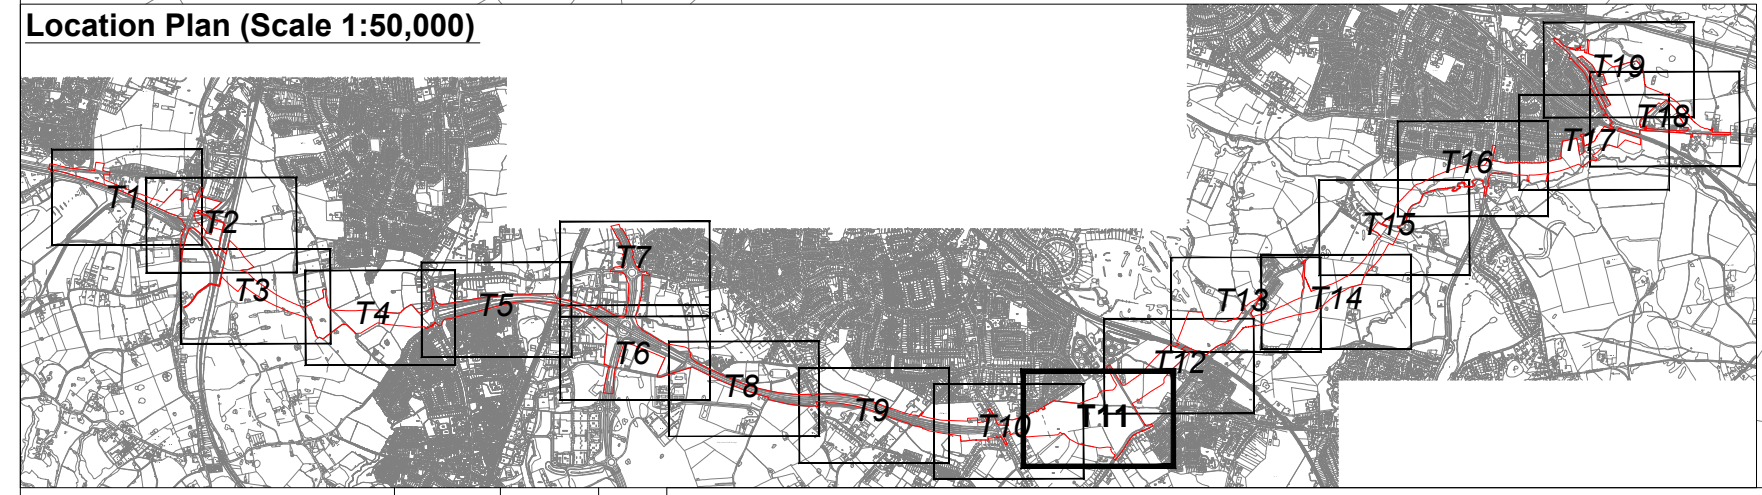 Location Plan (Scale 1:50,000)
T1
T2
T3
T4
T5
T6
T7
T8
T9
T10
T11
T12
T13
T14
T15
T16
T17
T18
T19